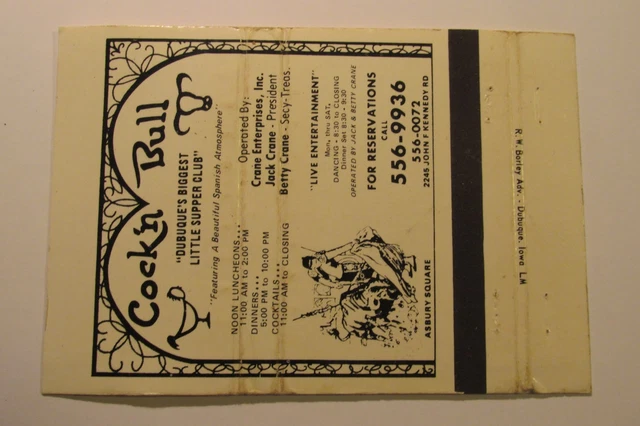 Cock'n Bull
"DUBUQUE'S BIGGEST
LITTLE SUPPER CLUB"
"Featuring A Beautiful Spanish Atmosphere"
NOON LUNCHEONS...
11:00 AM to 2:00 PM
DINNERS...
5:00 PM to 10:00 PM
COCKTAILS...
11:00 AM to CLOSING
Operated By:
Crane Enterprises, Inc.
Jack Crane - President
Betty Crane - Secy-Treas.
"LIVE ENTERTAINMENT"
Mon. thru SAT.
DANCING - 8:30 to CLOSING
Dinner Set 8:30 - 9:30
OPERATED BY JACK & BETTY CRANE
FOR RESERVATIONS
CALL
556-9936
556-0072
2245 JOHN F KENNEDY RD
ASBURY SQUARE
R. W. Borley Adv. - Dubuque, Iowa L.M